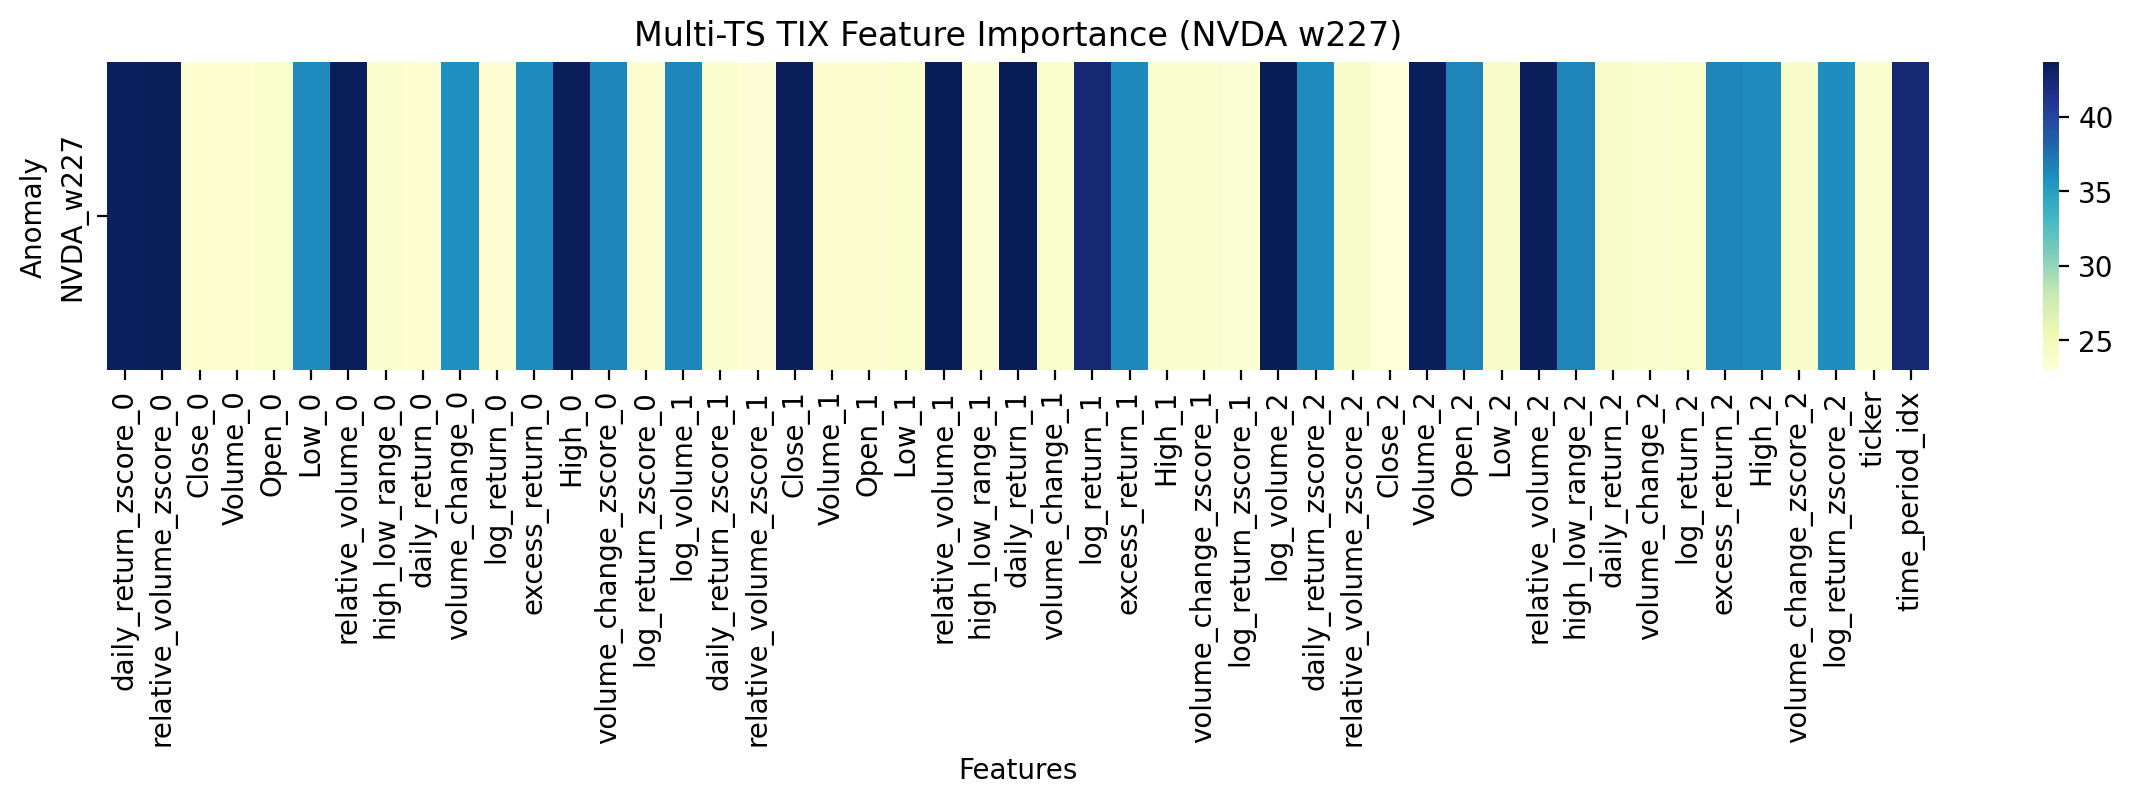 Multi-TS TIX Feature Importance (NVDA w227)
Anomaly
NVDA_w227
40
35
30
25
daily_return_zscore_0
relative_volume_zscore_0
Close_0
Volume_0
Open_0
Low_0
relative_volume_0
high_low_range_0
daily_return_0
volume_change_0
log_return_0
excess_return_0
High_0
volume_change_zscore_0
log_return_zscore_0
log_volume_1
daily_return_zscore_1
relative_volume_zscore_1
Close_1
Volume_1
Open_1
Low_1
relative_volume_1
high_low_range_1
daily_return_1
volume_change_1
log_return_1
excess_return_1
High_1
volume_change_zscore_1
log_return_zscore_1
log_volume_2
daily_return_zscore_2
relative_volume_zscore_2
Close_2
Volume_2
Open_2
Low_2
relative_volume_2
high_low_range_2
daily_return_2
volume_change_2
log_return_2
excess_return_2
High_2
volume_change_zscore_2
log_return_zscore_2
ticker
time_period_idx
Features